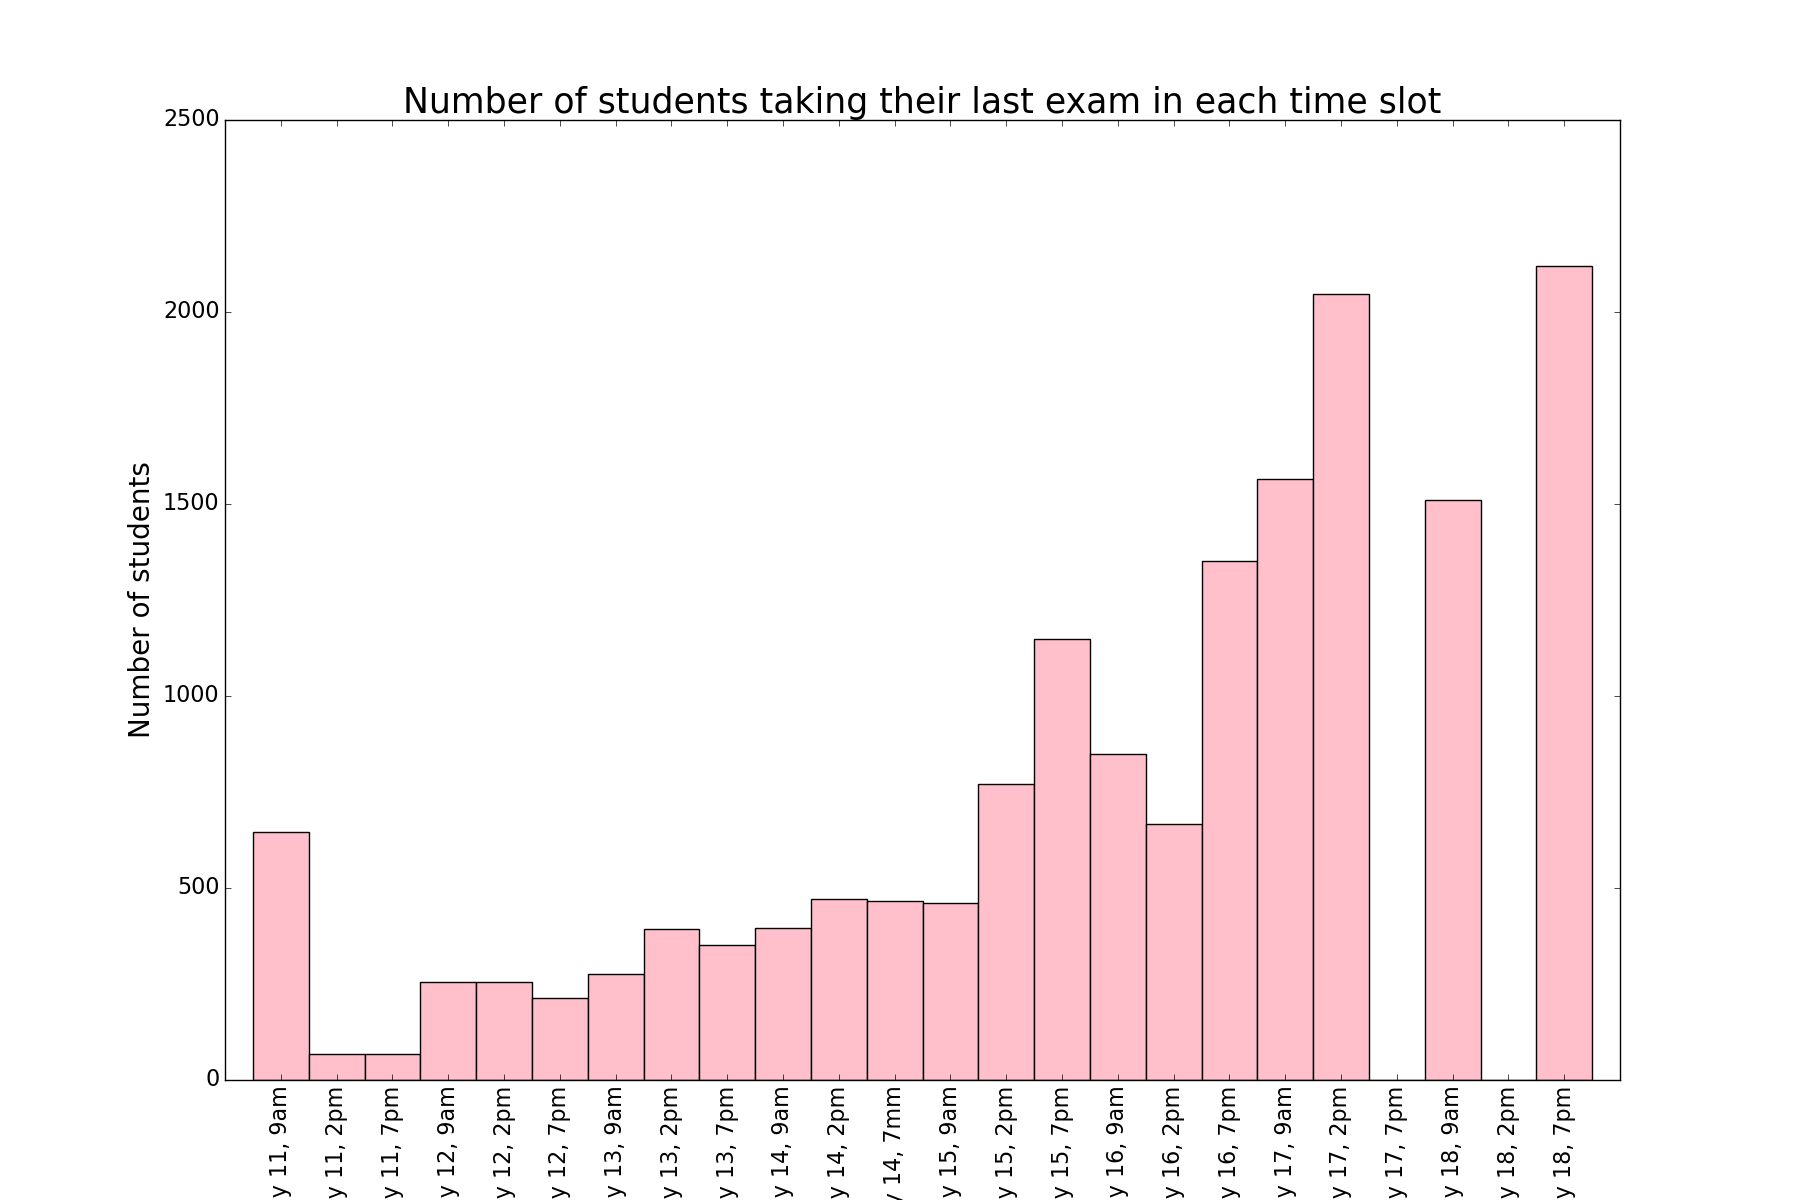 Number of students taking their last exam in each time slot
Number of students
2500
2000
1500
1000
500
0
y 11, 9am
y 11, 2pm
y 11, 7pm
y 12, 9am
y 12, 2pm
y 12, 7pm
y 13, 9am
y 13, 2pm
y 13, 7pm
y 14, 9am
y 14, 2pm
y 14, 7mm
y 15, 9am
y 15, 2pm
y 15, 7pm
y 16, 9am
y 16, 2pm
y 16, 7pm
y 17, 9am
y 17, 2pm
y 17, 7pm
y 18, 9am
y 18, 2pm
y 18, 7pm